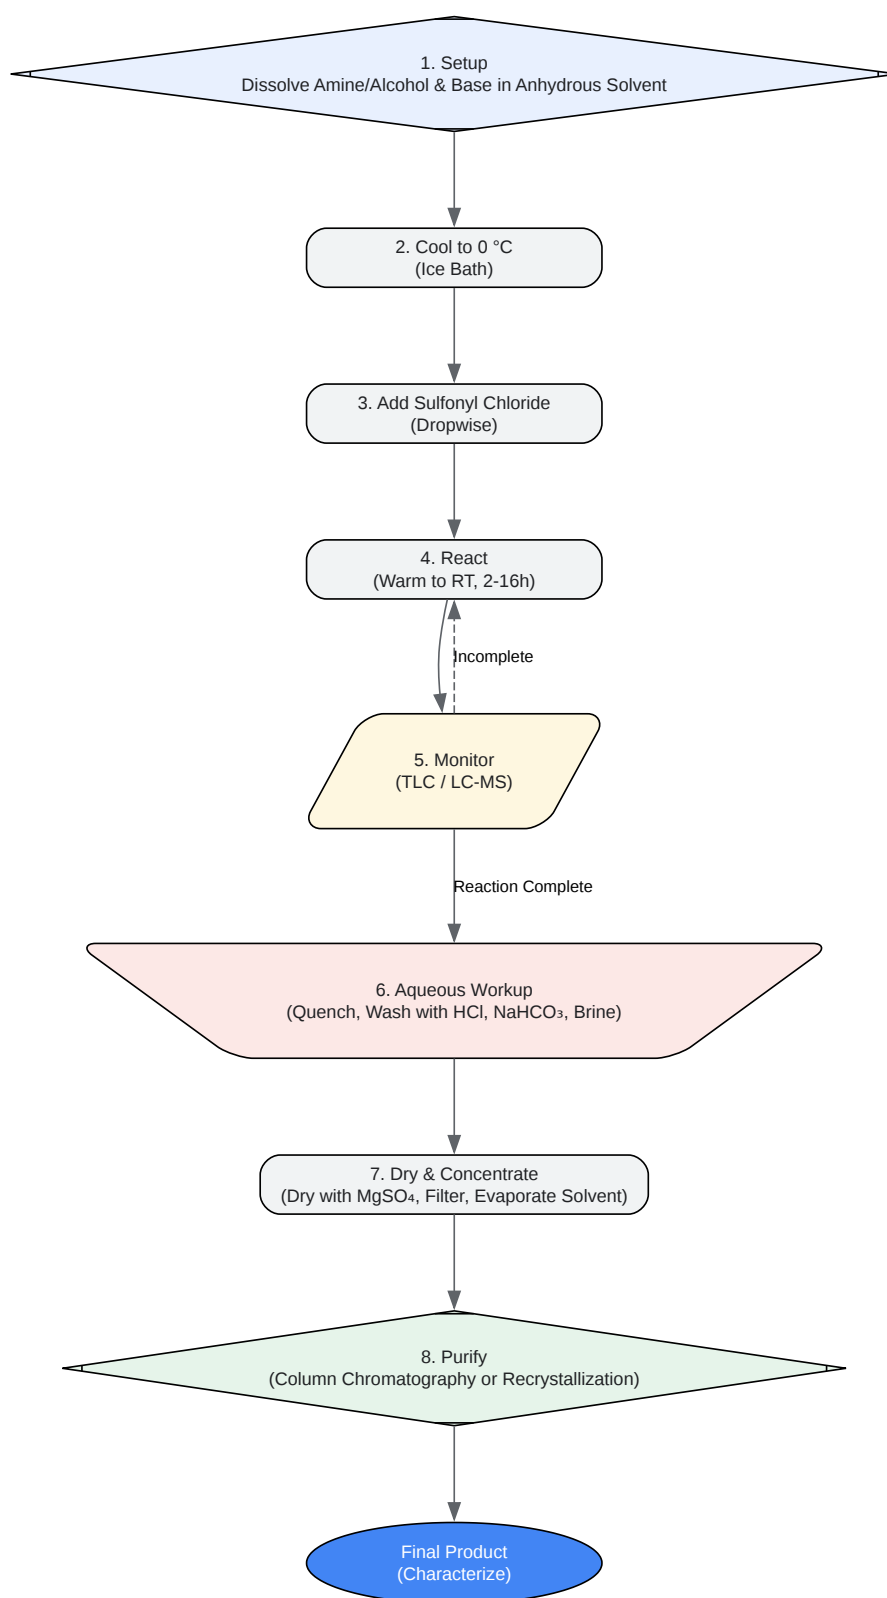 1. Setup
Dissolve Amine/Alcohol & Base in Anhydrous Solvent
2. Cool to 0 °C
(Ice Bath)
3. Add Sulfonyl Chloride
(Dropwise)
4. React
(Warm to RT, 2-16h)
Incomplete
5. Monitor
(TLC / LC-MS)
Reaction Complete
6. Aqueous Workup
(Quench, Wash with HCl, NaHCO₃, Brine)
7. Dry & Concentrate
(Dry with MgSO₄, Filter, Evaporate Solvent)
8. Purify
(Column Chromatography or Recrystallization)
Final Product
(Characterize)